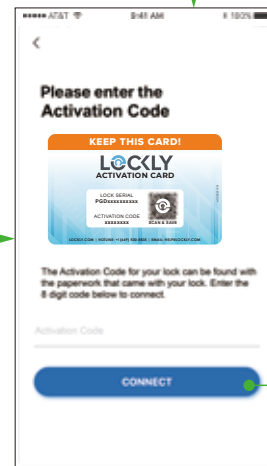 AT&T 9:41 AM 100%
Please enter the
Activation Code
KEEP THIS CARD!
LOCKLY
ACTIVATION CARD
LOCK SERIAL
PGDxxxxxxxxxx
ACTIVATION CODE
xxxxxxxx
SCAN & SAVE
The Activation Code for your lock can be found with
the paperwork that came with your lock. Enter the
8 digit code below to connect.
Activation Code
CONNECT